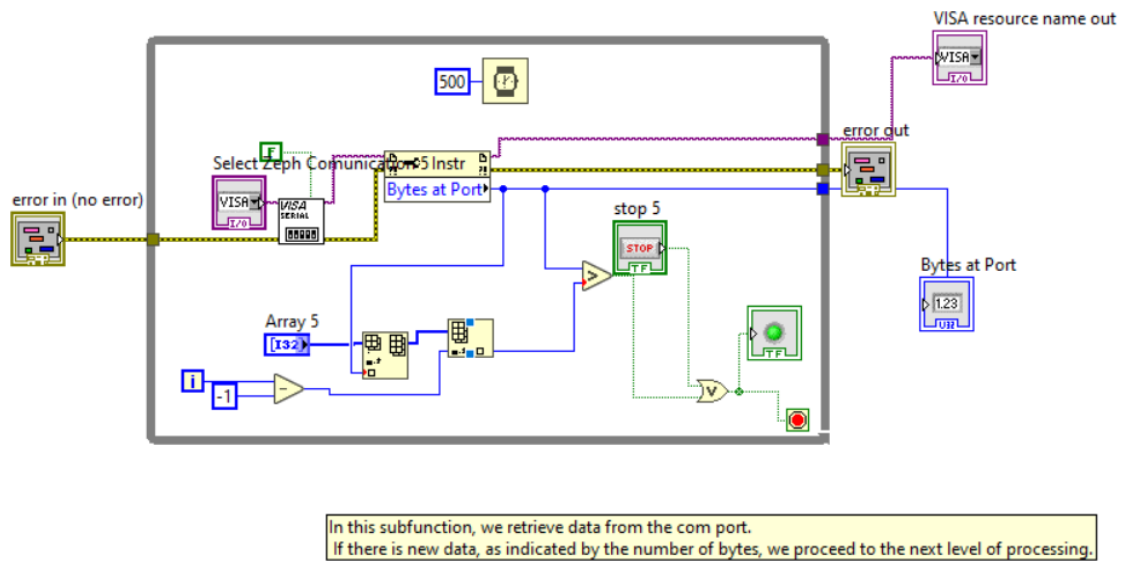 VISA resource name out
VISA
I/O
500
error out
F
Select Zeph Comunication 5 Instr
Bytes at Port
VISA
I/O
VISA
SERIAL
error in (no error)
stop 5
STOP
TF
>
Bytes at Port
1.23
U32
Array 5
[I32]
i
-1
-
V
TF
In this subfunction, we retrieve data from the com port.
If there is new data, as indicated by the number of bytes, we proceed to the next level of processing.